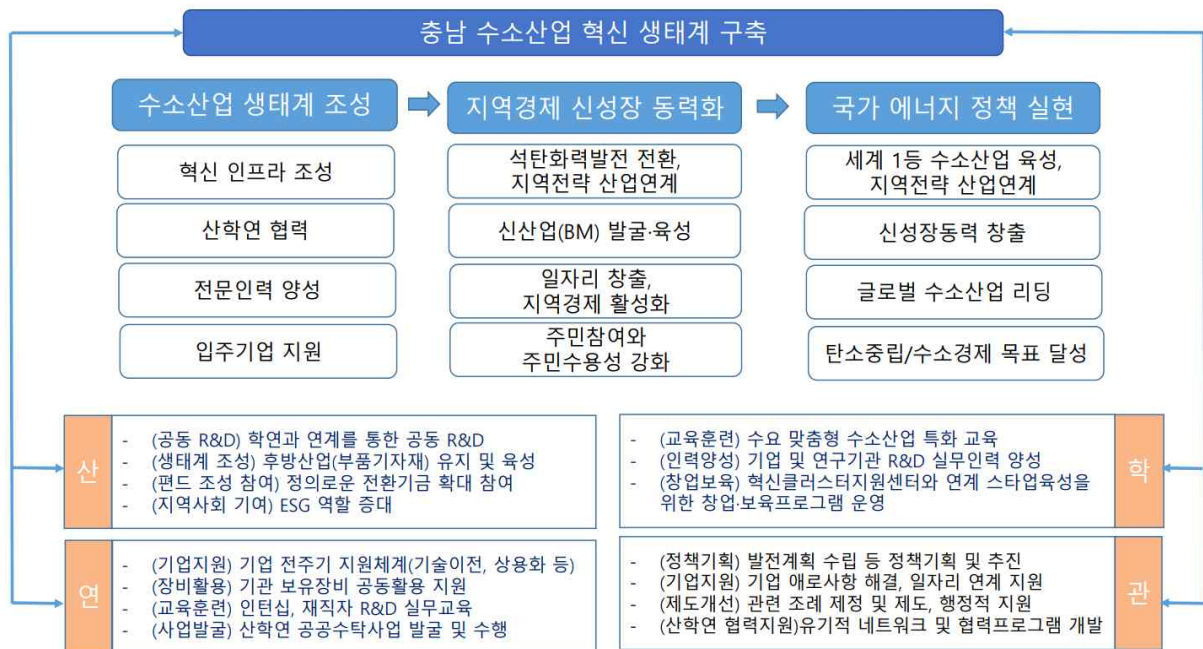 충남 수소산업 혁신 생태계 구축
수소산업 생태계 조성
혁신 인프라 조성
산학연 협력
전문인력 양성
입주기업 지원
지역경제 신성장 동력화
석탄화력발전 전환,
지역전략 산업연계
신산업(BM) 발굴·육성
일자리 창출,
지역경제 활성화
주민참여와
주민수용성 강화
국가 에너지 정책 실현
세계 1등 수소산업 육성,
지역전략 산업연계
신성장동력 창출
글로벌 수소산업 리딩
탄소중립/수소경제 목표 달성
산
- (공동 R&D) 학연과 연계를 통한 공동 R&D
- (생태계 조성) 후방산업(부품기자재) 유지 및 육성
- (펀드 조성 참여) 정의로운 전환기금 확대 참여
- (지역사회 기여) ESG 역할 증대
학
- (교육훈련) 수요 맞춤형 수소산업 특화 교육
- (인력양성) 기업 및 연구기관 R&D 실무인력 양성
- (창업보육) 혁신클러스터지원센터와 연계 스타업육성을
위한 창업·보육프로그램 운영
연
- (기업지원) 기업 전주기 지원체계(기술이전, 상용화 등)
- (장비활용) 기관 보유장비 공동활용 지원
- (교육훈련) 인턴십, 재직자 R&D 실무교육
- (사업발굴) 산학연 공공수탁사업 발굴 및 수행
관
- (정책기획) 발전계획 수립 등 정책기획 및 추진
- (기업지원) 기업 애로사항 해결, 일자리 연계 지원
- (제도개선) 관련 조례 제정 및 제도, 행정적 지원
- (산학연 협력지원)유기적 네트워크 및 협력프로그램 개발